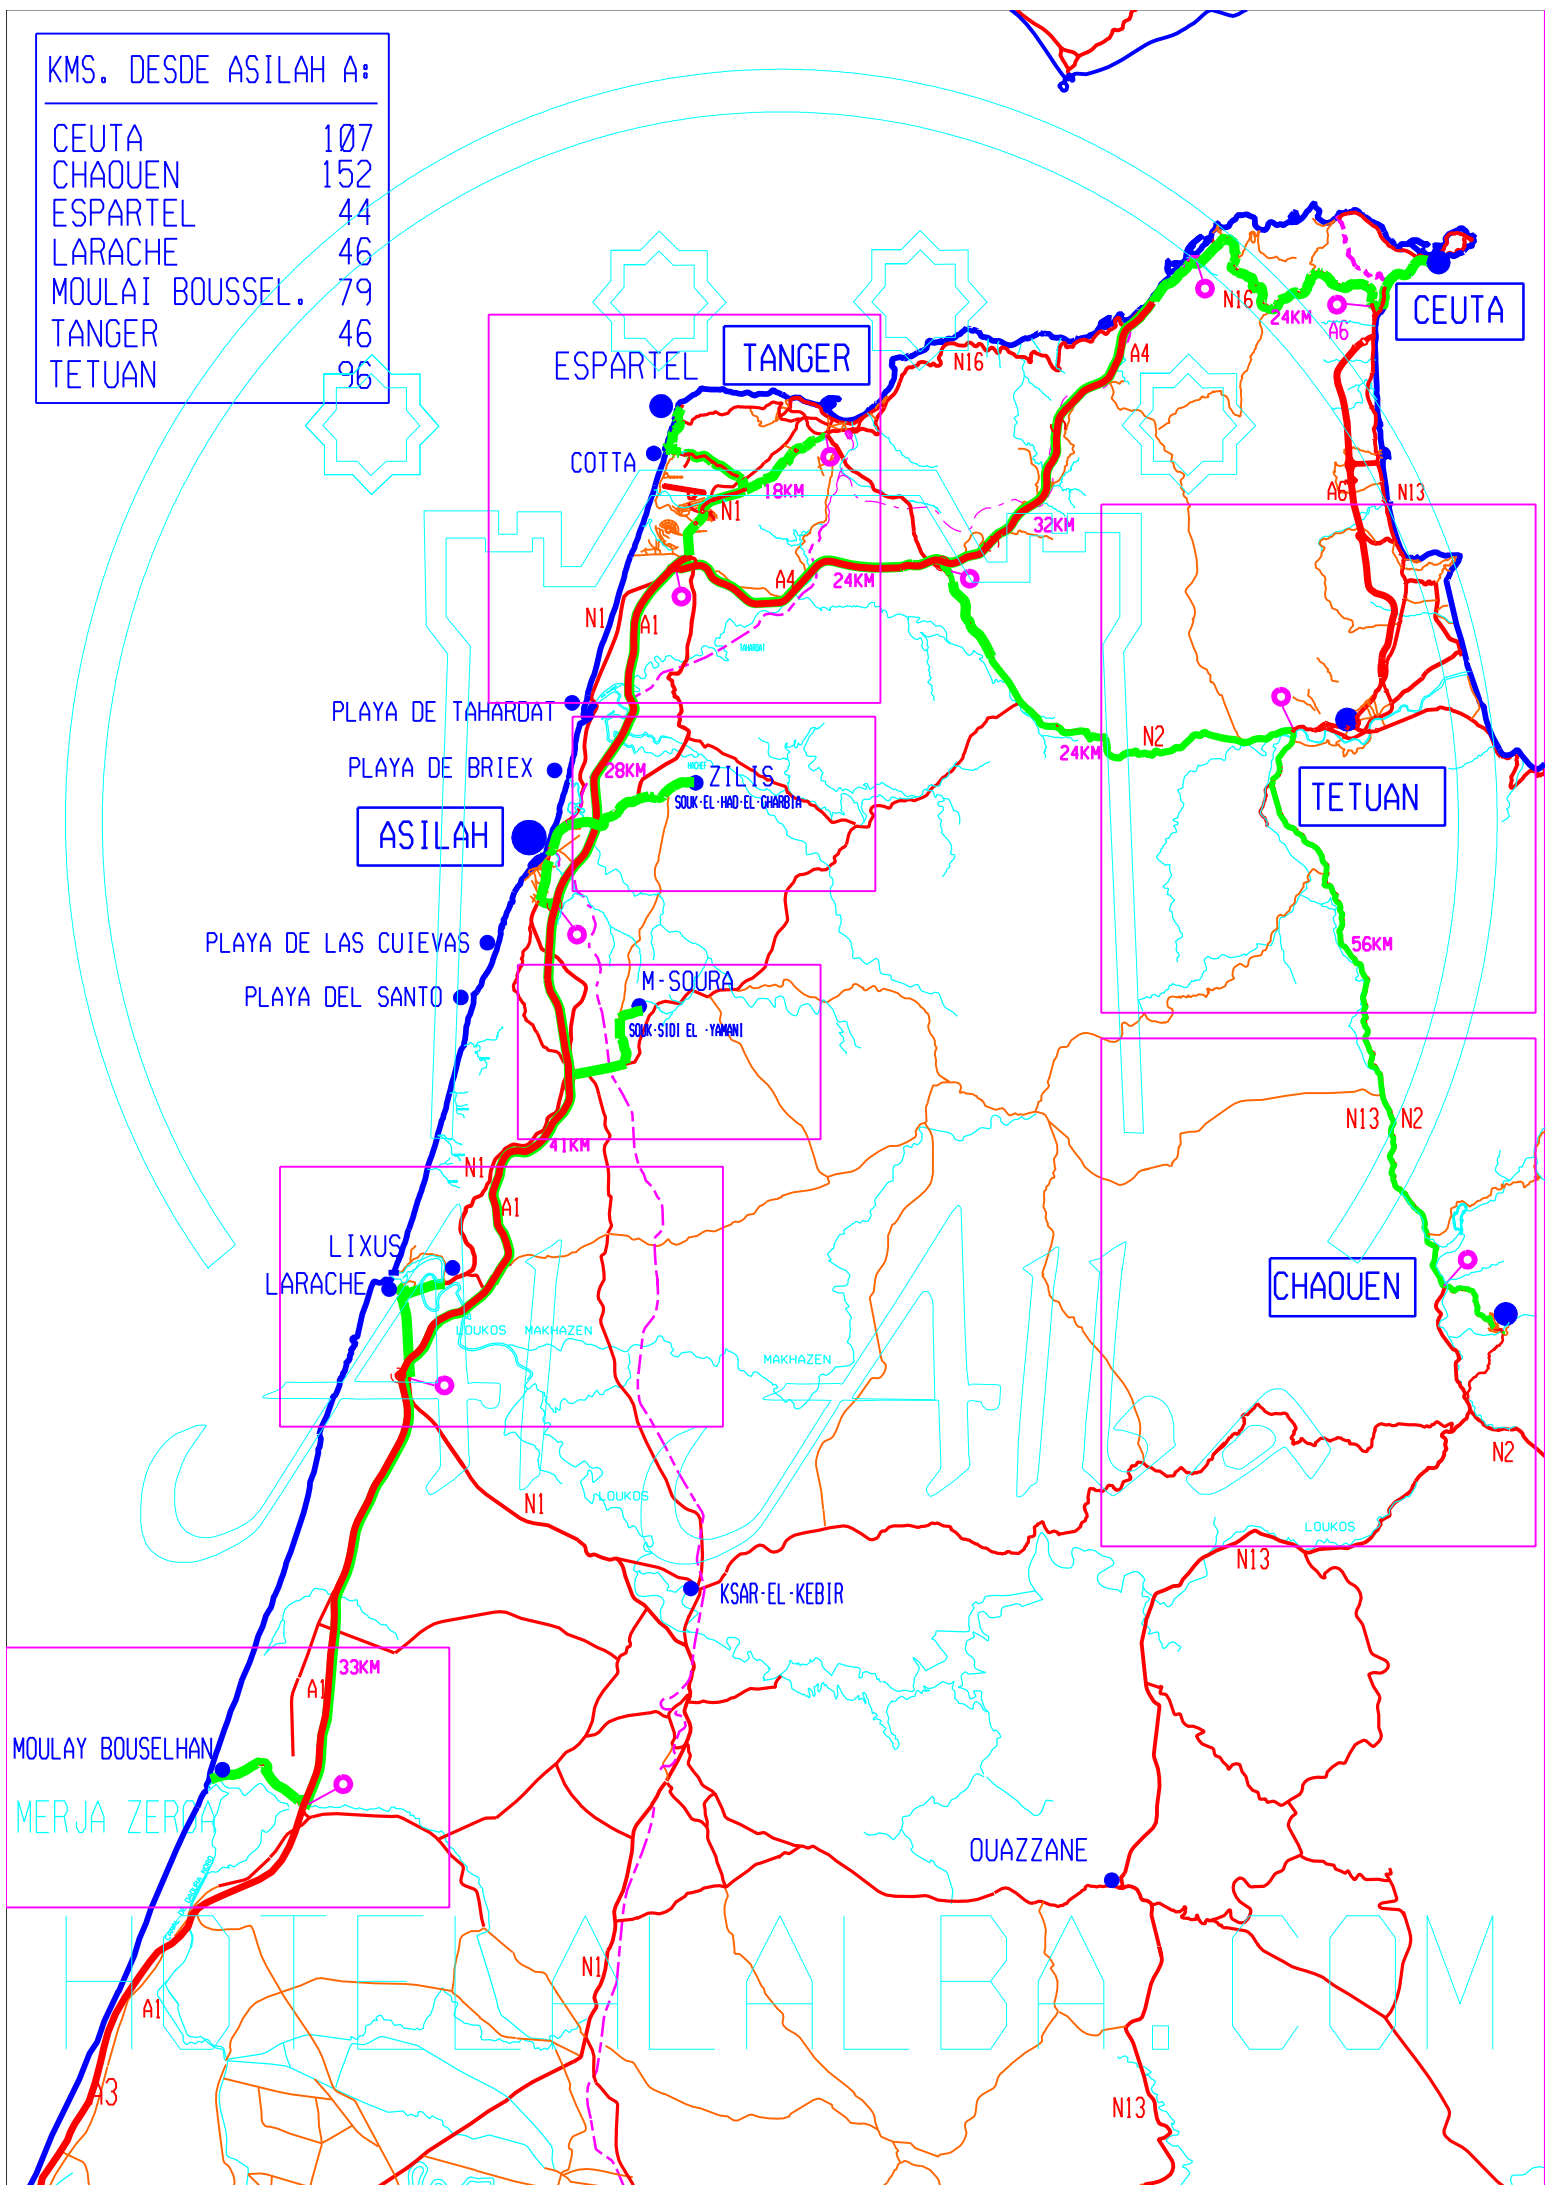 KMS. DESDE ASILAH A:
CEUTA 107
CHAOUEN 152
ESPARTEL 44
LARACHE 46
MOULAI BOUSSEL. 79
TANGER 46
TETUAN 96
CEUTA
N16
24KM
A6
TANGER
ESPARTEL
N16
A4
COTTA
18KM
N1
A6
N13
32KM
A4
24KM
N1
A1
TAHARDAT
PLAYA DE TAHARDAT
N2
24KM
PLAYA DE BRIEX
28KM
HACHEF
ZILIS
SOUK-EL-HAD-EL-GHARBIA
TETUAN
ASILAH
PLAYA DE LAS CUIEVAS
56KM
M-SOURA
PLAYA DEL SANTO
SOUK-SIDI EL -YAMANI
N13
N2
41KM
N1
A1
LIXUS
LARACHE
CHAOUEN
LOUKOS
MAKHAZEN
MAKHAZEN
N2
LOUKOS
N1
LOUKOS
N13
KSAR-EL-KEBIR
33KM
A1
MOULAY BOUSELHAN
MERJA ZERGA
OUAZZANE
HOTELALALBA.COM
N1
A1
A3
N13